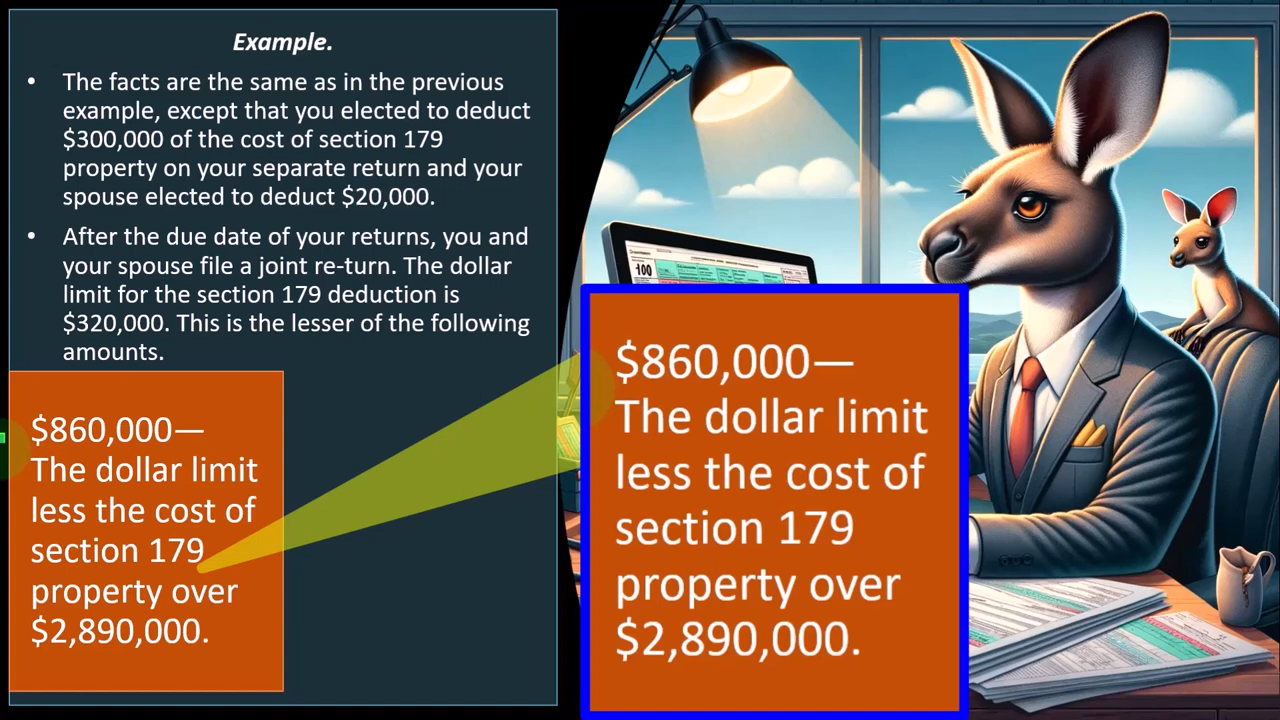 Example.
• The facts are the same as in the previous
example, except that you elected to deduct
$300,000 of the cost of section 179
property on your separate return and your
spouse elected to deduct $20,000.
• After the due date of your returns, you and
your spouse file a joint re-turn. The dollar
limit for the section 179 deduction is
$320,000. This is the lesser of the following
amounts.
$860,000—
The dollar limit
less the cost of
section 179
property over
$2,890,000.
100
$860,000—
The dollar limit
less the cost of
section 179
property over
$2,890,000.